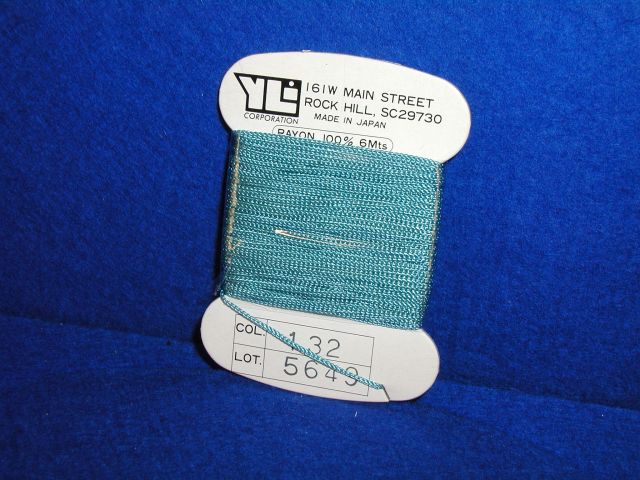 YLI
CORPORATION
161W MAIN STREET
ROCK HILL, SC29730
MADE IN JAPAN
RAYON 100% 6Mts
COL. 132
LOT. 5649